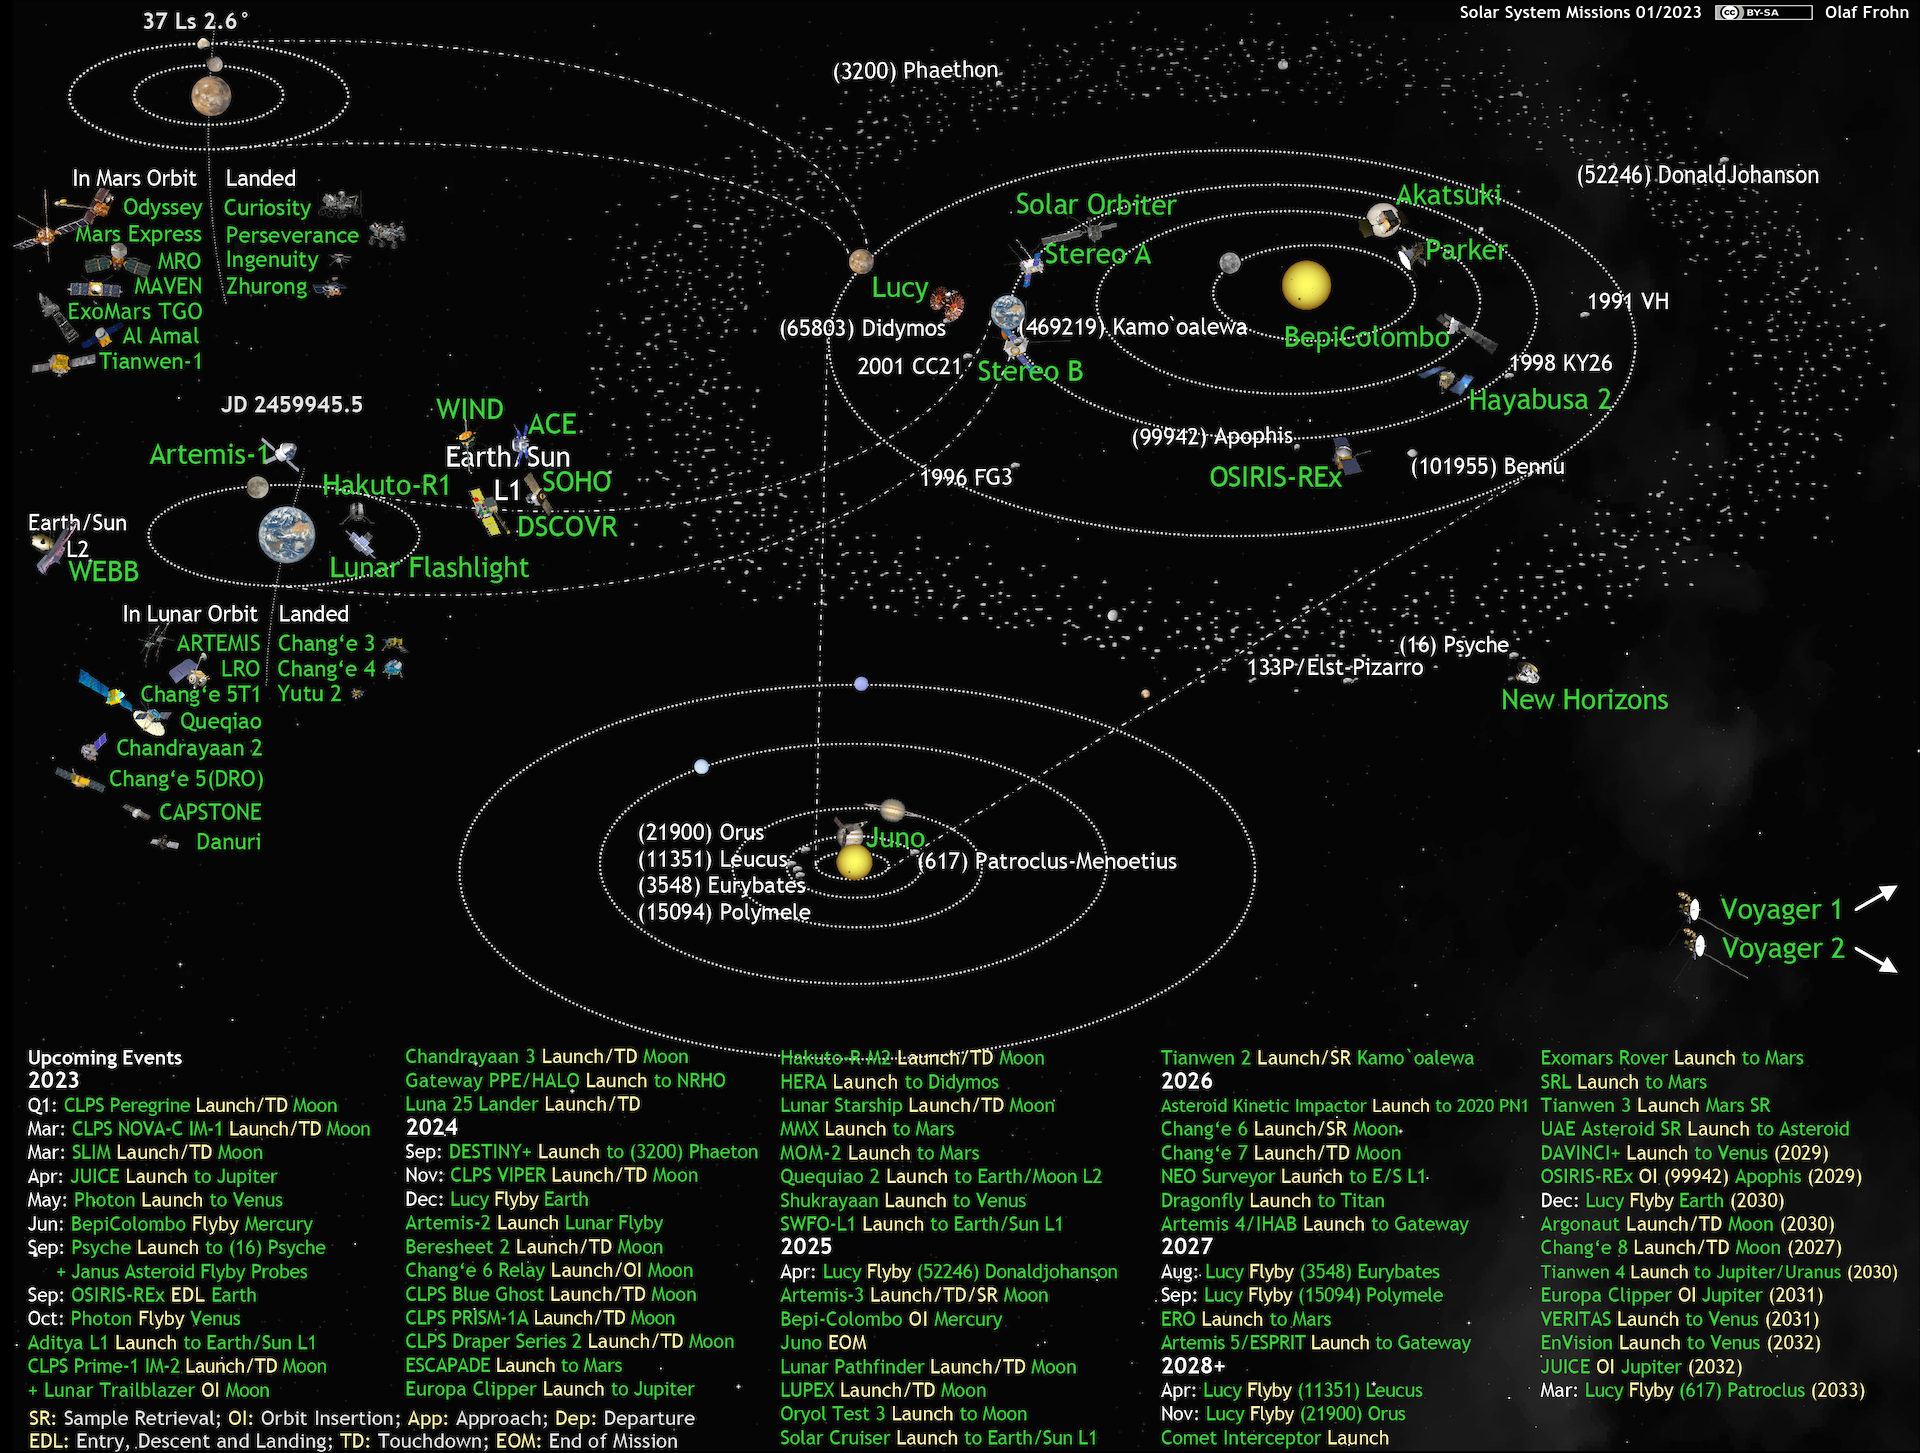 Solar System Missions 01/2023 (cc) BY-SA Olaf Frohn
37 Ls 2.6°
(3200) Phaethon
(52246) DonaldJohanson
In Mars Orbit Landed
Odyssey Curiosity
Mars Express Perseverance
MRO Ingenuity
MAVEN Zhurong
ExoMars TGO
Al Amal
Tianwen-1
Akatsuki
Solar Orbiter
Stereo A
Parker
Lucy
1991 VH
(65803) Didymos
(469219) Kamo`oalewa
BepiColombo
2001 CC21
Stereo B
1998 KY26
Hayabusa 2
JD 2459945.5
WIND
ACE
Artemis-1
Earth/Sun
L1
SOHO
Hakuto-R1
DSCOVR
(99942) Apophis
OSIRIS-REx
(101955) Bennu
1996 FG3
Earth/Sun
L2
WEBB
Lunar Flashlight
In Lunar Orbit Landed
ARTEMIS Chang‘e 3
LRO Chang‘e 4
Chang‘e 5T1 Yutu 2
Queqiao
Chandrayaan 2
Chang‘e 5(DRO)
CAPSTONE
Danuri
(16) Psyche
133P/Elst-Pizarro
New Horizons
(21900) Orus
Juno
(11351) Leucus
(617) Patroclus-Menoetius
(3548) Eurybates
(15094) Polymele
Voyager 1
Voyager 2
Upcoming Events
2023
Q1: CLPS Peregrine Launch/TD Moon
Mar: CLPS NOVA-C IM-1 Launch/TD Moon
Mar: SLIM Launch/TD Moon
Apr: JUICE Launch to Jupiter
May: Photon Launch to Venus
Jun: BepiColombo Flyby Mercury
Sep: Psyche Launch to (16) Psyche
+ Janus Asteroid Flyby Probes
Sep: OSIRIS-REx EDL Earth
Oct: Photon Flyby Venus
Aditya L1 Launch to Earth/Sun L1
CLPS Prime-1 IM-2 Launch/TD Moon
+ Lunar Trailblazer OI Moon
Chandrayaan 3 Launch/TD Moon
Gateway PPE/HALO Launch to NRHO
Luna 25 Lander Launch/TD
2024
Sep: DESTINY+ Launch to (3200) Phaeton
Nov: CLPS VIPER Launch/TD Moon
Dec: Lucy Flyby Earth
Artemis-2 Launch Lunar Flyby
Beresheet 2 Launch/TD Moon
Chang‘e 6 Relay Launch/OI Moon
CLPS Blue Ghost Launch/TD Moon
CLPS PRISM-1A Launch/TD Moon
CLPS Draper Series 2 Launch/TD Moon
ESCAPADE Launch to Mars
Europa Clipper Launch to Jupiter
Hakuto-R M2 Launch/TD Moon
HERA Launch to Didymos
Lunar Starship Launch/TD Moon
MMX Launch to Mars
MOM-2 Launch to Mars
Quequiao 2 Launch to Earth/Moon L2
Shukrayaan Launch to Venus
SWFO-L1 Launch to Earth/Sun L1
2025
Apr: Lucy Flyby (52246) Donaldjohanson
Artemis-3 Launch/TD/SR Moon
Bepi-Colombo OI Mercury
Juno EOM
Lunar Pathfinder Launch/TD Moon
LUPEX Launch/TD Moon
Oryol Test 3 Launch to Moon
Solar Cruiser Launch to Earth/Sun L1
Tianwen 2 Launch/SR Kamo`oalewa
2026
Asteroid Kinetic Impactor Launch to 2020 PN1
Chang‘e 6 Launch/SR Moon
Chang‘e 7 Launch/TD Moon
NEO Surveyor Launch to E/S L1
Dragonfly Launch to Titan
Artemis 4/IHAB Launch to Gateway
2027
Aug: Lucy Flyby (3548) Eurybates
Sep: Lucy Flyby (15094) Polymele
ERO Launch to Mars
Artemis 5/ESPRIT Launch to Gateway
2028+
Apr: Lucy Flyby (11351) Leucus
Nov: Lucy Flyby (21900) Orus
Comet Interceptor Launch
Exomars Rover Launch to Mars
SRL Launch to Mars
Tianwen 3 Launch Mars SR
UAE Asteroid SR Launch to Asteroid
DAVINCI+ Launch to Venus (2029)
OSIRIS-REx OI (99942) Apophis (2029)
Dec: Lucy Flyby Earth (2030)
Argonaut Launch/TD Moon (2030)
Chang‘e 8 Launch/TD Moon (2027)
Tianwen 4 Launch to Jupiter/Uranus (2030)
Europa Clipper OI Jupiter (2031)
VERITAS Launch to Venus (2031)
EnVision Launch to Venus (2032)
JUICE OI Jupiter (2032)
Mar: Lucy Flyby (617) Patroclus (2033)
SR: Sample Retrieval; OI: Orbit Insertion; App: Approach; Dep: Departure
EDL: Entry, Descent and Landing; TD: Touchdown; EOM: End of Mission